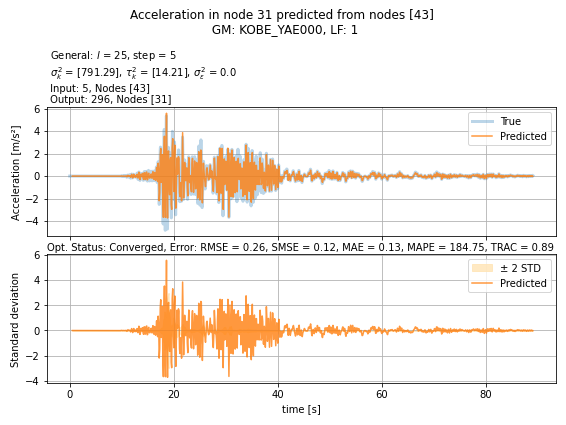 Acceleration in node 31 predicted from nodes [43]
GM: KOBE_YAE000, LF: 1
General: l = 25, step = 5
σ²ₖ = [791.29], τ²ₖ = [14.21], σ²ε = 0.0
Input: 5, Nodes [43]
Output: 296, Nodes [31]
Acceleration [m/s²]
6
4
2
0
−2
−4
True
Predicted
Opt. Status: Converged, Error: RMSE = 0.26, SMSE = 0.12, MAE = 0.13, MAPE = 184.75, TRAC = 0.89
Standard deviation
6
4
2
0
−2
−4
± 2 STD
Predicted
0 20 40 60 80
time [s]